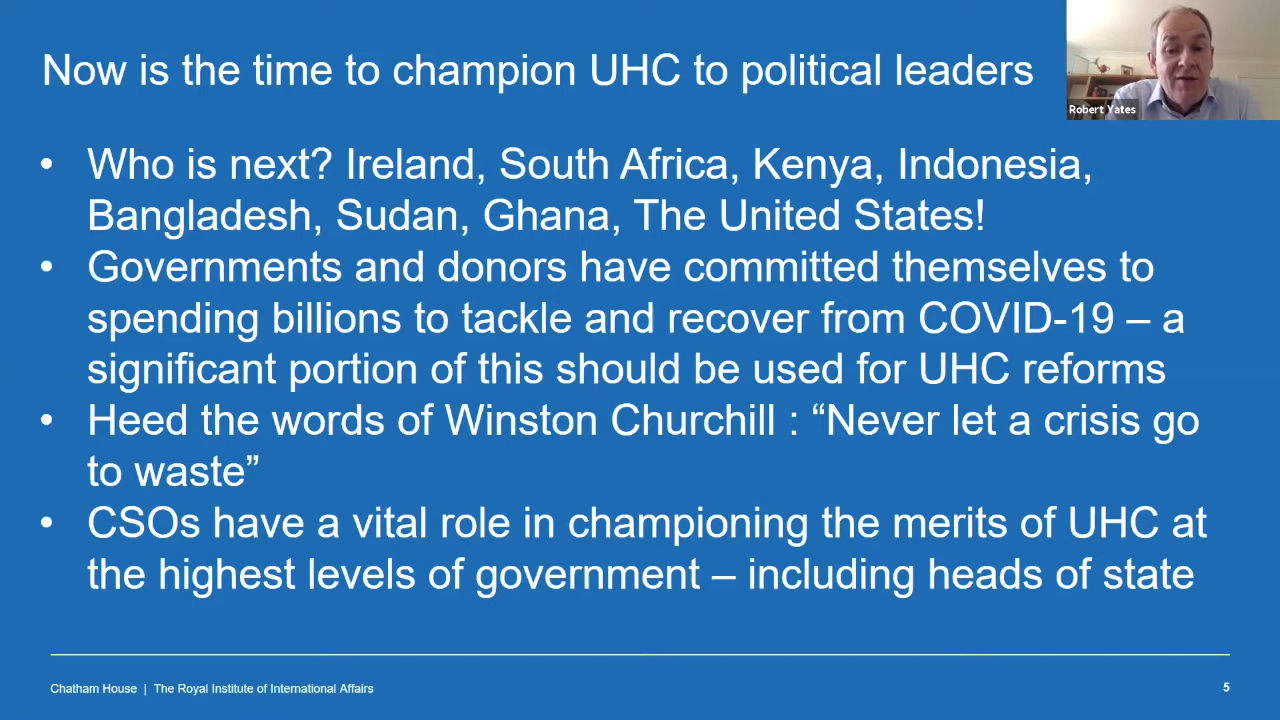 Now is the time to champion UHC to political leaders
Robert Yates
• Who is next? Ireland, South Africa, Kenya, Indonesia,
Bangladesh, Sudan, Ghana, The United States!
• Governments and donors have committed themselves to
spending billions to tackle and recover from COVID-19 – a
significant portion of this should be used for UHC reforms
• Heed the words of Winston Churchill : “Never let a crisis go
to waste”
• CSOs have a vital role in championing the merits of UHC at
the highest levels of government – including heads of state
Chatham House | The Royal Institute of International Affairs
5